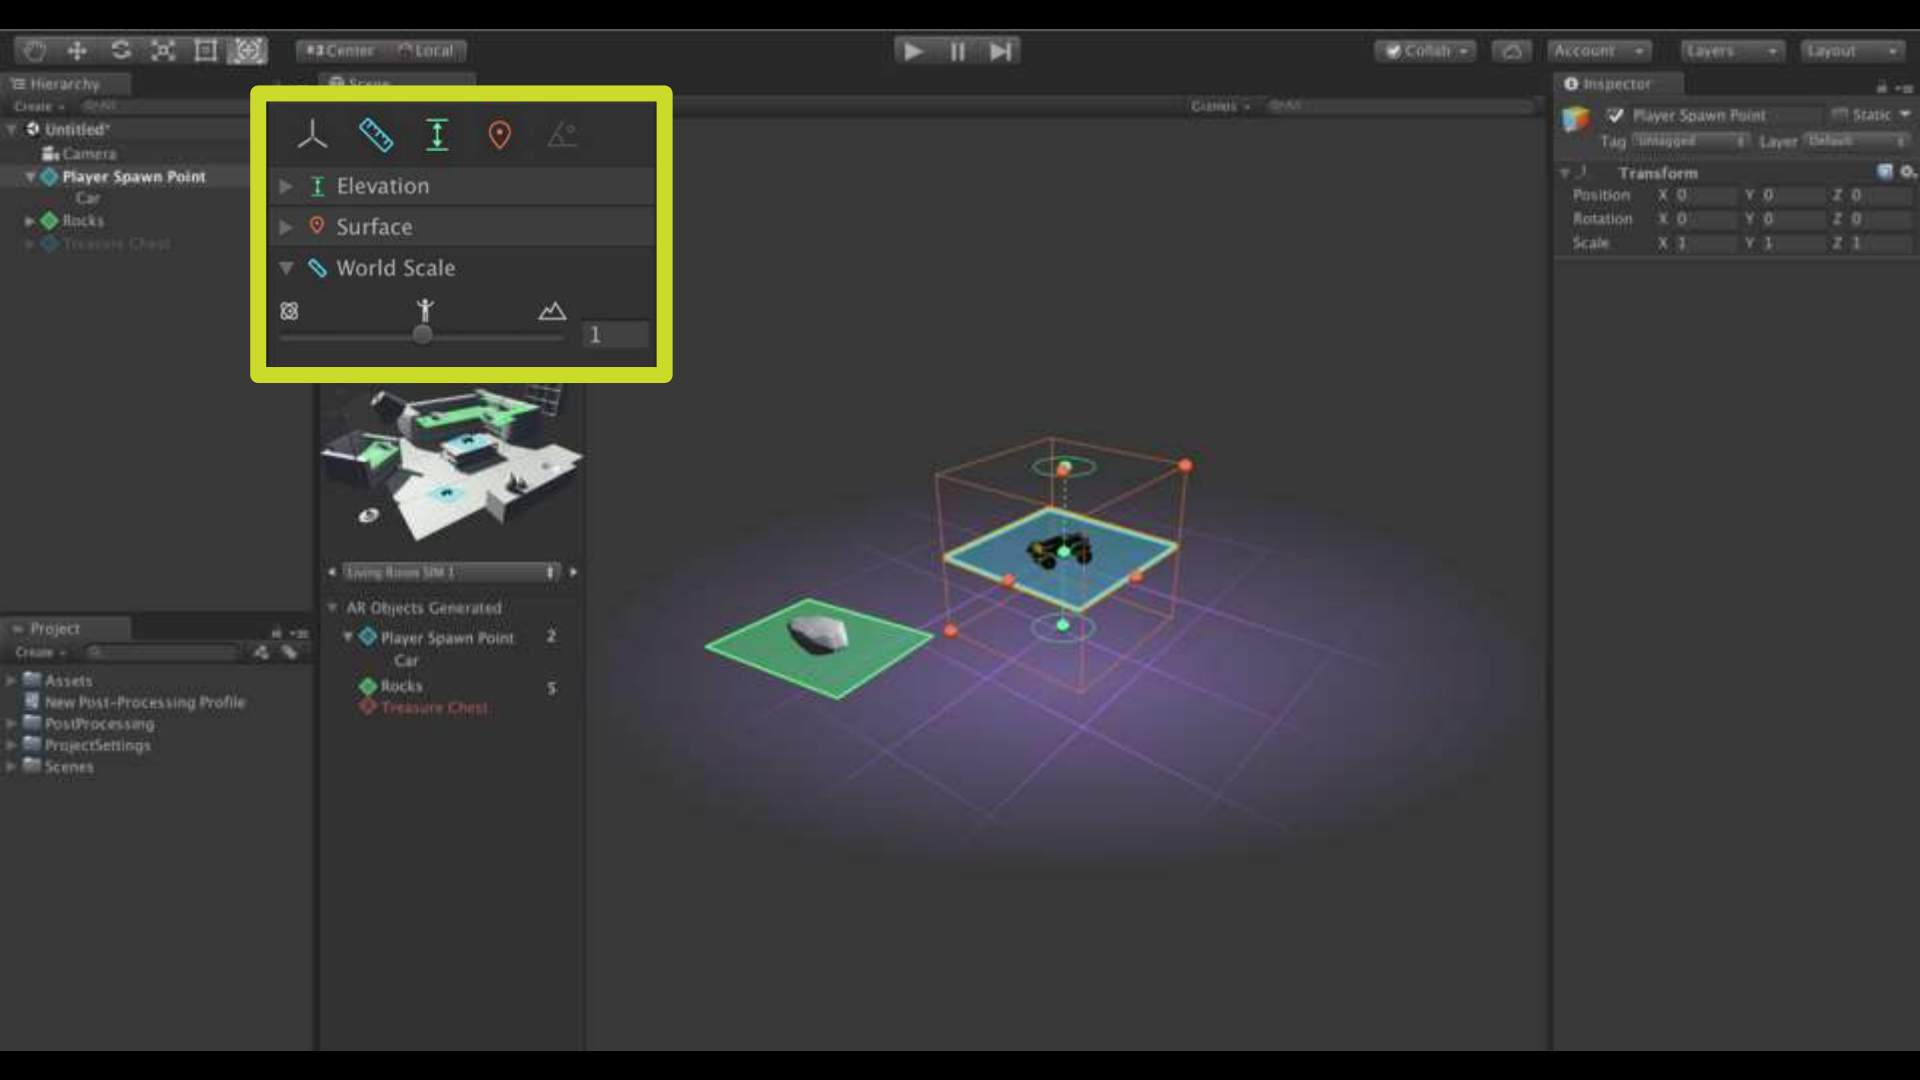 Center Local
Collab
Account
Layers
Layout
Hierarchy
Create
Untitled*
Camera
Player Spawn Point
Car
Rocks
Treasure Chest
Scene
Elevation
Surface
World Scale
1
Gizmos
Living Room SIM 1
AR Objects Generated
Player Spawn Point 2
Car
Rocks 5
Treasure Chest
Project
Create
Assets
New Post-Processing Profile
PostProcessing
ProjectSettings
Scenes
Inspector
Player Spawn Point Static
Tag Untagged Layer Default
Transform
Position X 0 Y 0 Z 0
Rotation X 0 Y 0 Z 0
Scale X 1 Y 1 Z 1